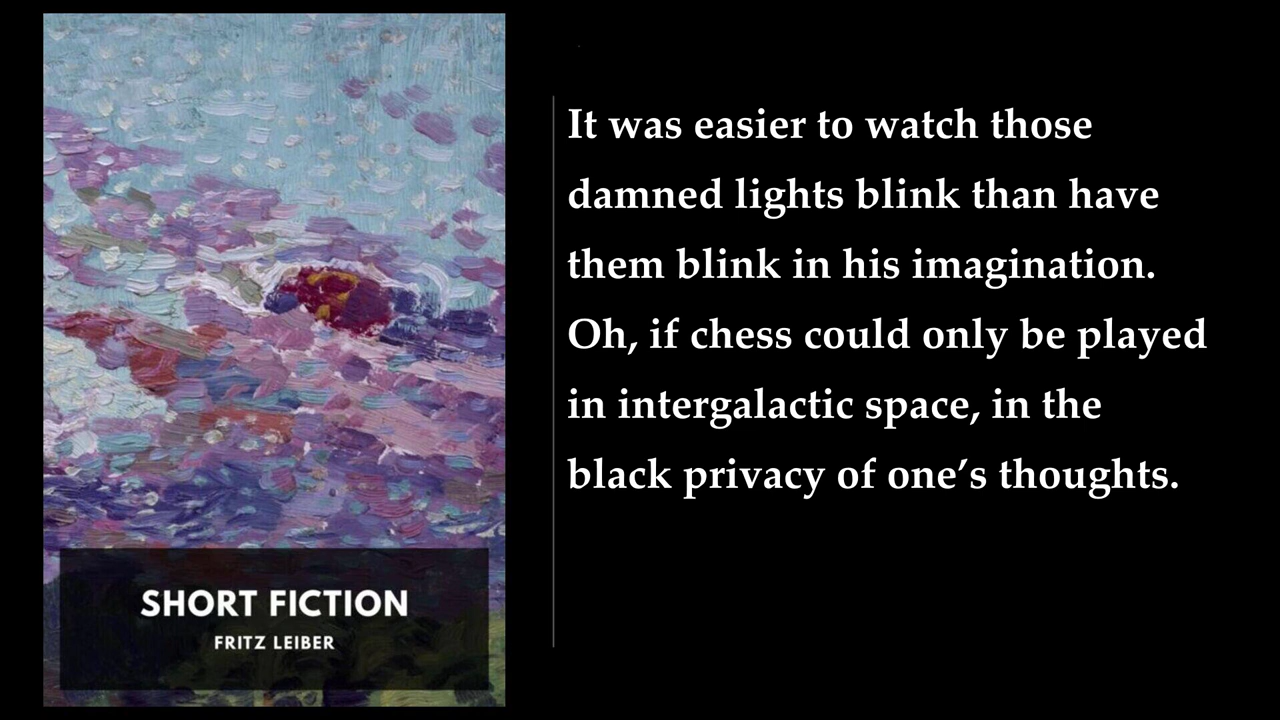 It was easier to watch those
damned lights blink than have
them blink in his imagination.
Oh, if chess could only be played
in intergalactic space, in the
black privacy of one’s thoughts.
SHORT FICTION
FRITZ LEIBER